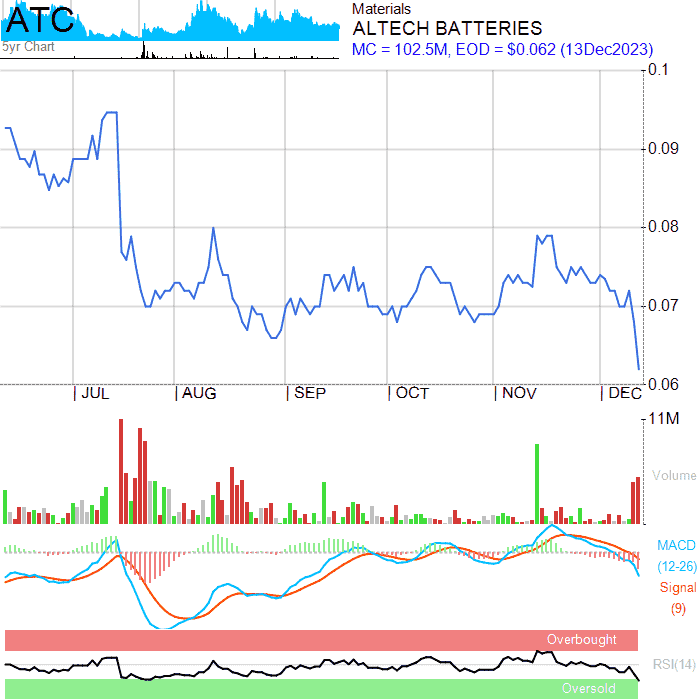 ATC
5yr Chart
Materials
ALTECH BATTERIES
MC = 102.5M, EOD = $0.062 (13Dec2023)
0.1
0.09
0.08
0.07
0.06
JUL AUG SEP OCT NOV DEC
11M
Volume
MACD
(12-26)
Signal
(9)
Overbought
RSI(14)
Oversold